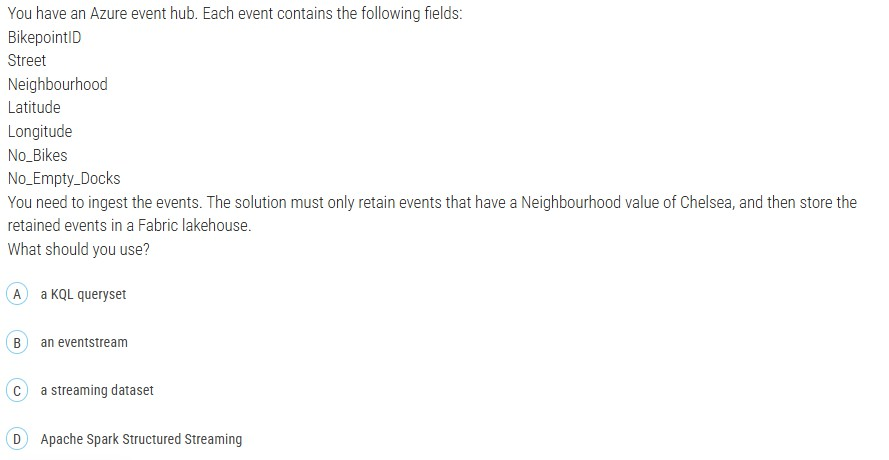 You have an Azure event hub. Each event contains the following fields:
BikepointID
Street
Neighbourhood
Latitude
Longitude
No_Bikes
No_Empty_Docks
You need to ingest the events. The solution must only retain events that have a Neighbourhood value of Chelsea, and then store the
retained events in a Fabric lakehouse.
What should you use?
A a KQL queryset
B an eventstream
C a streaming dataset
D Apache Spark Structured Streaming